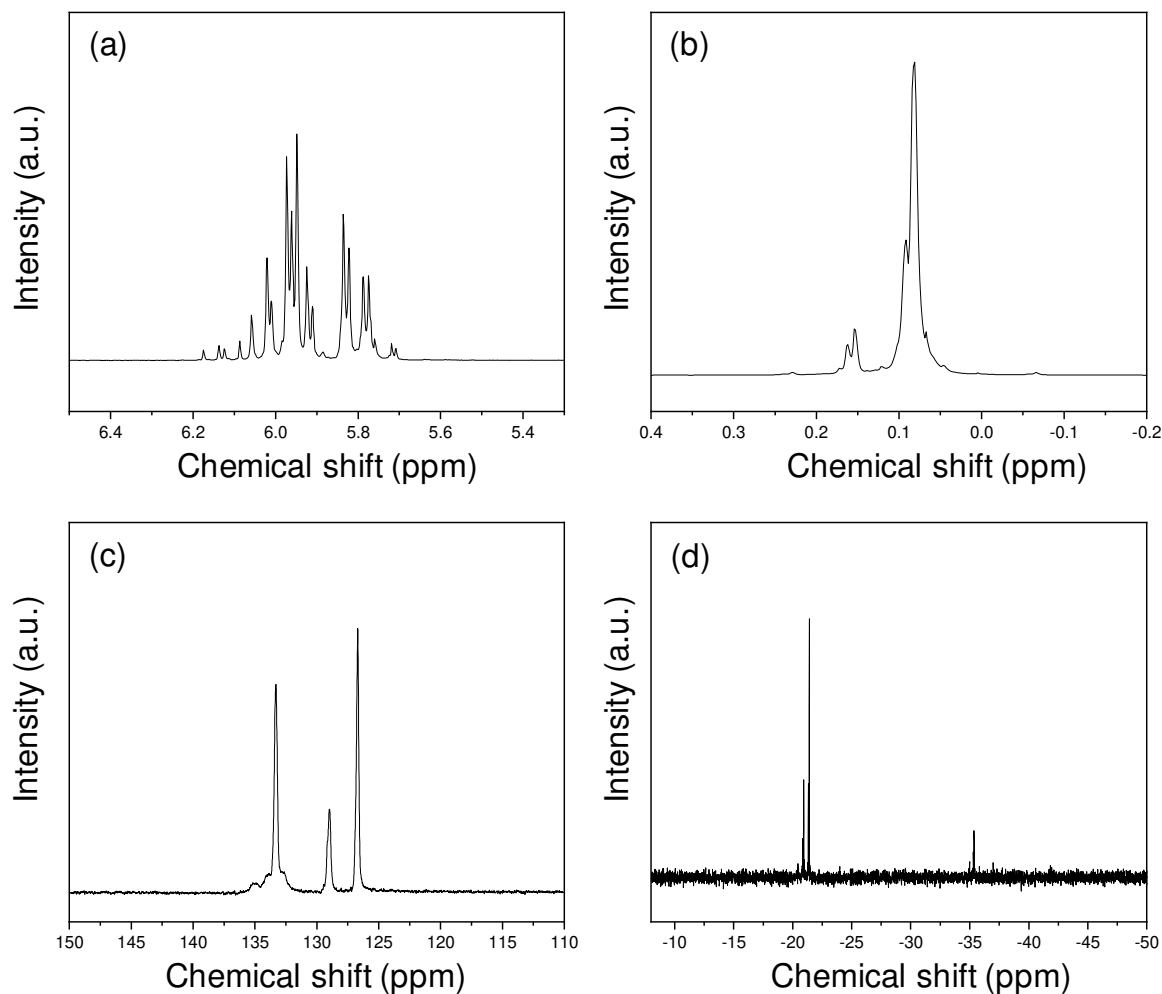 (a)
Intensity (a.u.)
6.4 6.2 6.0 5.8 5.6 5.4
Chemical shift (ppm)
(b)
Intensity (a.u.)
0.4 0.3 0.2 0.1 0.0 -0.1 -0.2
Chemical shift (ppm)
(c)
Intensity (a.u.)
150 145 140 135 130 125 120 115 110
Chemical shift (ppm)
(d)
Intensity (a.u.)
-10 -15 -20 -25 -30 -35 -40 -45 -50
Chemical shift (ppm)